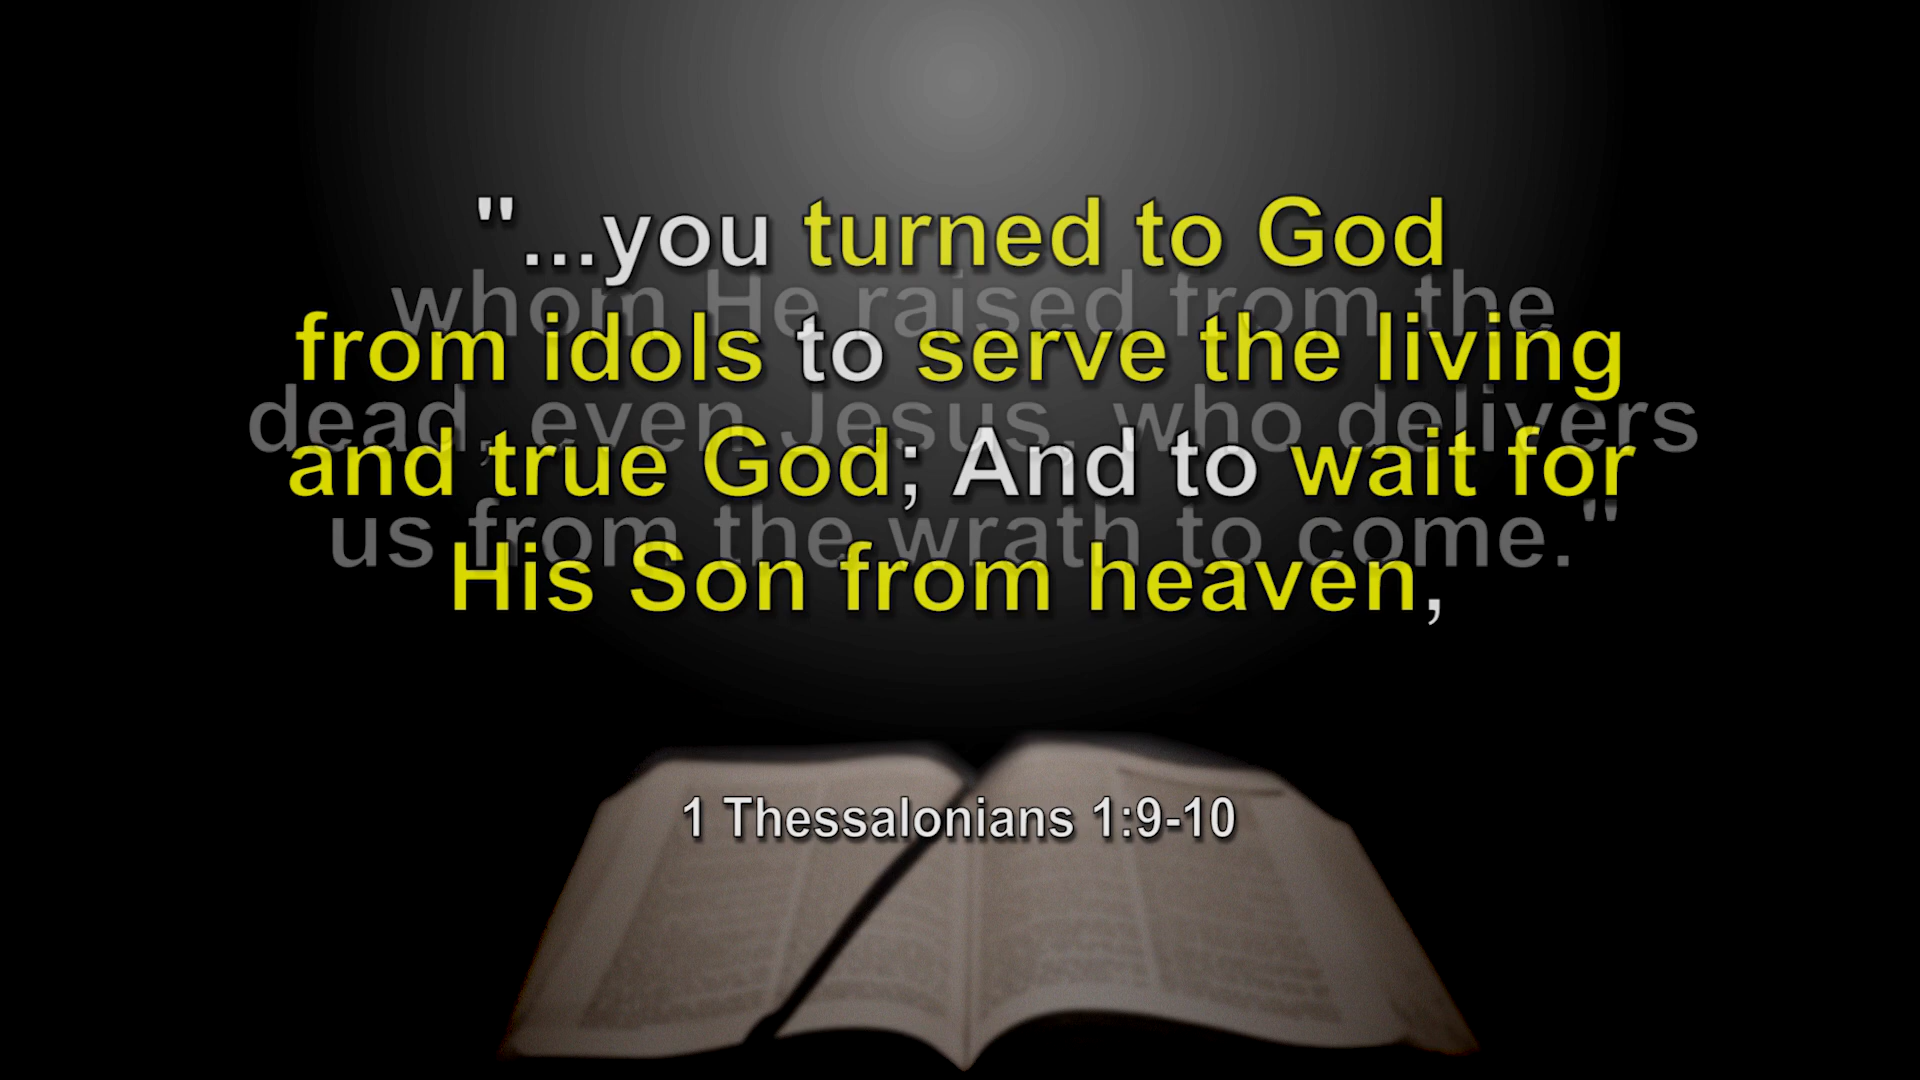 "...you turned to God
from idols to serve the living
and true God; And to wait for
His Son from heaven,
whom He raised from the
dead, even Jesus, who delivers
us from the wrath to come."
1 Thessalonians 1:9-10